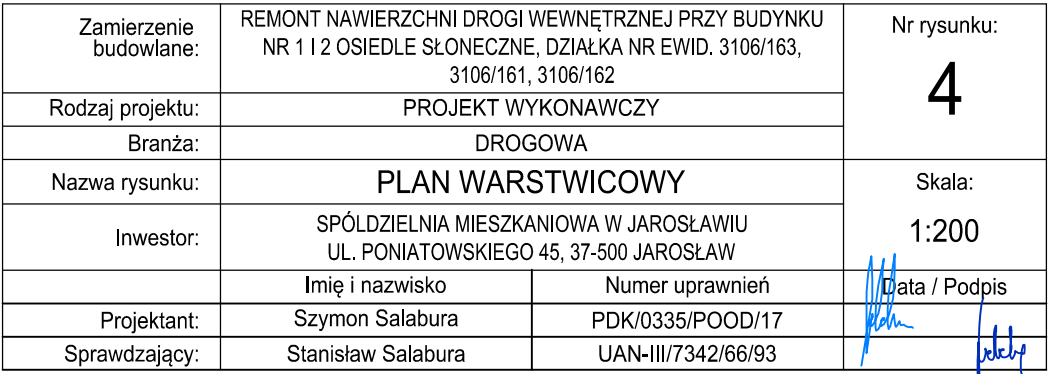 Zamierzenie budowlane:
REMONT NAWIERZCHNI DROGI WEWNĘTRZNEJ PRZY BUDYNKU
NR 1 I 2 OSIEDLE SŁONECZNE, DZIAŁKA NR EWID. 3106/163,
3106/161, 3106/162
Nr rysunku:
4
Rodzaj projektu:
PROJEKT WYKONAWCZY
Branża:
DROGOWA
Nazwa rysunku:
PLAN WARSTWICOWY
Skala:
1:200
Inwestor:
SPÓLDZIELNIA MIESZKANIOWA W JAROSŁAWIU
UL. PONIATOWSKIEGO 45, 37-500 JAROSŁAW
Imię i nazwisko
Numer uprawnień
Data / Podpis
Projektant:
Szymon Salabura
PDK/0335/POOD/17
Sprawdzający:
Stanisław Salabura
UAN-III/7342/66/93